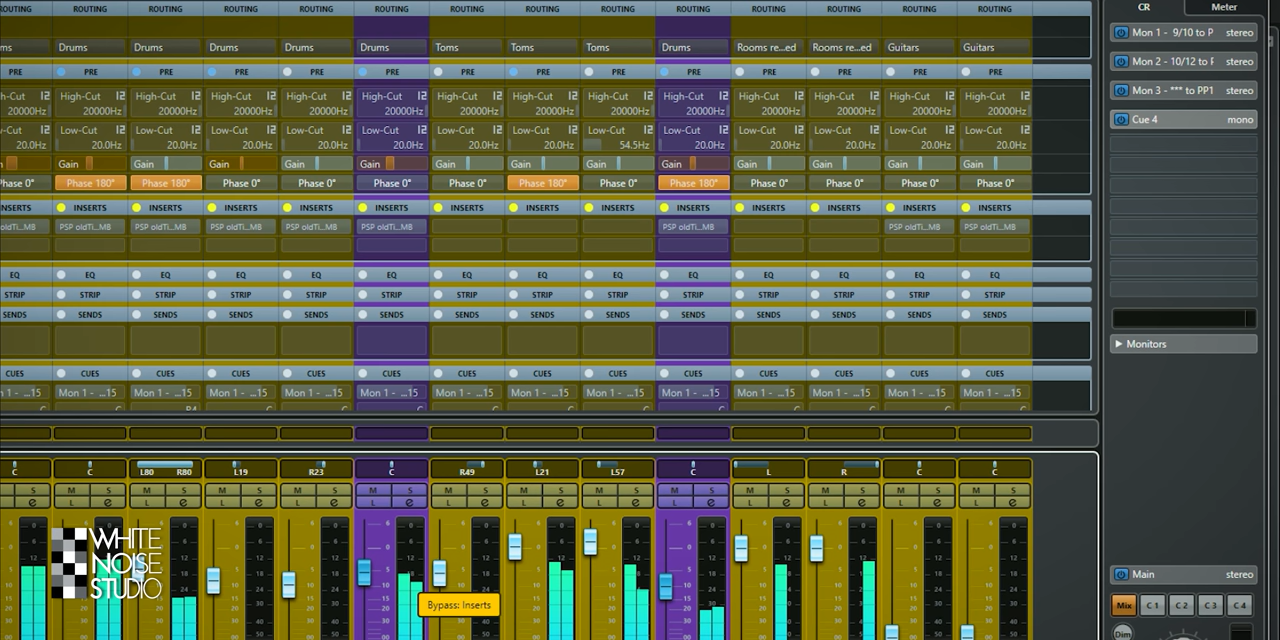 ROUTING ROUTING ROUTING ROUTING ROUTING ROUTING ROUTING ROUTING ROUTING ROUTING ROUTING ROUTING ROUTING ROUTING
CR Meter
ms Drums Drums Drums Drums Drums Toms Toms Toms Drums Rooms re...ed Rooms re...ed Guitars Guitars
PRE PRE PRE PRE PRE PRE PRE PRE PRE PRE PRE PRE PRE PRE
High-Cut High-Cut High-Cut High-Cut High-Cut High-Cut High-Cut High-Cut High-Cut High-Cut High-Cut High-Cut High-Cut High-Cut
20000Hz 20000Hz 20000Hz 20000Hz 20000Hz 20000Hz 20000Hz 20000Hz 20000Hz 20000Hz 20000Hz 20000Hz 20000Hz 20000Hz
Low-Cut Low-Cut Low-Cut Low-Cut Low-Cut Low-Cut Low-Cut Low-Cut Low-Cut Low-Cut Low-Cut Low-Cut Low-Cut
20.0Hz 20.0Hz 20.0Hz 20.0Hz 20.0Hz 20.0Hz 20.0Hz 20.0Hz 54.5Hz 20.0Hz 20.0Hz 20.0Hz 20.0Hz 20.0Hz
Gain Gain Gain Gain Gain Gain Gain Gain Gain Gain Gain Gain Gain
Phase 0° Phase 180° Phase 180° Phase 0° Phase 0° Phase 0° Phase 0° Phase 180° Phase 0° Phase 180° Phase 0° Phase 0° Phase 0° Phase 0°
INSERTS INSERTS INSERTS INSERTS INSERTS INSERTS INSERTS INSERTS INSERTS INSERTS INSERTS INSERTS INSERTS INSERTS
PSP oldTi...MB PSP oldTi...MB PSP oldTi...MB PSP oldTi...MB PSP oldTi...MB PSP oldTi...MB PSP oldTi...MB PSP oldTi...MB
EQ EQ EQ EQ EQ EQ EQ EQ EQ EQ EQ EQ EQ EQ
STRIP STRIP STRIP STRIP STRIP STRIP STRIP STRIP STRIP STRIP STRIP STRIP STRIP STRIP
SENDS SENDS SENDS SENDS SENDS SENDS SENDS SENDS SENDS SENDS SENDS SENDS SENDS SENDS
CUES CUES CUES CUES CUES CUES CUES CUES CUES CUES CUES CUES CUES CUES
Mon 1 - ...15 Mon 1 - ...15 Mon 1 - ...15 Mon 1 - ...15 Mon 1 - ...15 Mon 1 - ...15 Mon 1 - ...15 Mon 1 - ...15 Mon 1 - ...15 Mon 1 - ...15 Mon 1 - ...15 Mon 1 - ...15 Mon 1 - ...15
C C L80 R80 L19 R23 C R49 L21 L57 C L R C C
M S M S M S M S M S M S M S M S M S M S M S M S M S
WHITE
NOISE
STUDIO
Bypass: Inserts
Mon 1 - 9/10 to P stereo
Mon 2 - 10/12 to F stereo
Mon 3 - *** to PP1 stereo
Cue 4 mono
Monitors
Main stereo
Mix C 1 C 2 C 3 C 4
Dim